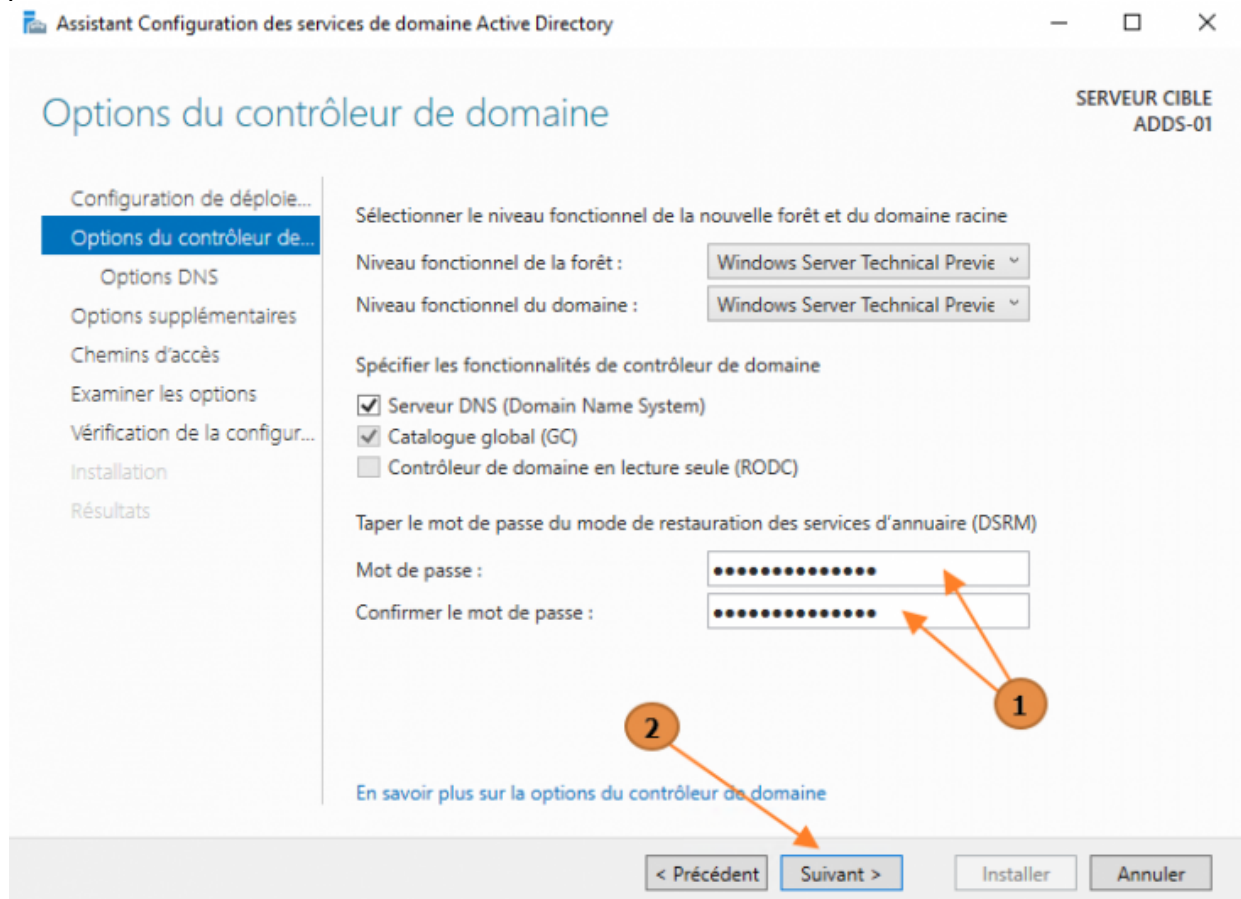 Assistant Configuration des services de domaine Active Directory
Options du contrôleur de domaine
SERVEUR CIBLE
ADDS-01
Configuration de déploie...
Options du contrôleur de...
Options DNS
Options supplémentaires
Chemins d'accès
Examiner les options
Vérification de la configur...
Installation
Résultats
Sélectionner le niveau fonctionnel de la nouvelle forêt et du domaine racine
Niveau fonctionnel de la forêt : Windows Server Technical Previe
Niveau fonctionnel du domaine : Windows Server Technical Previe
Spécifier les fonctionnalités de contrôleur de domaine
Serveur DNS (Domain Name System)
Catalogue global (GC)
Contrôleur de domaine en lecture seule (RODC)
Taper le mot de passe du mode de restauration des services d'annuaire (DSRM)
Mot de passe : ••••••••••••••
Confirmer le mot de passe : ••••••••••••••
1
2
En savoir plus sur la options du contrôleur de domaine
< Précédent Suivant > Installer Annuler